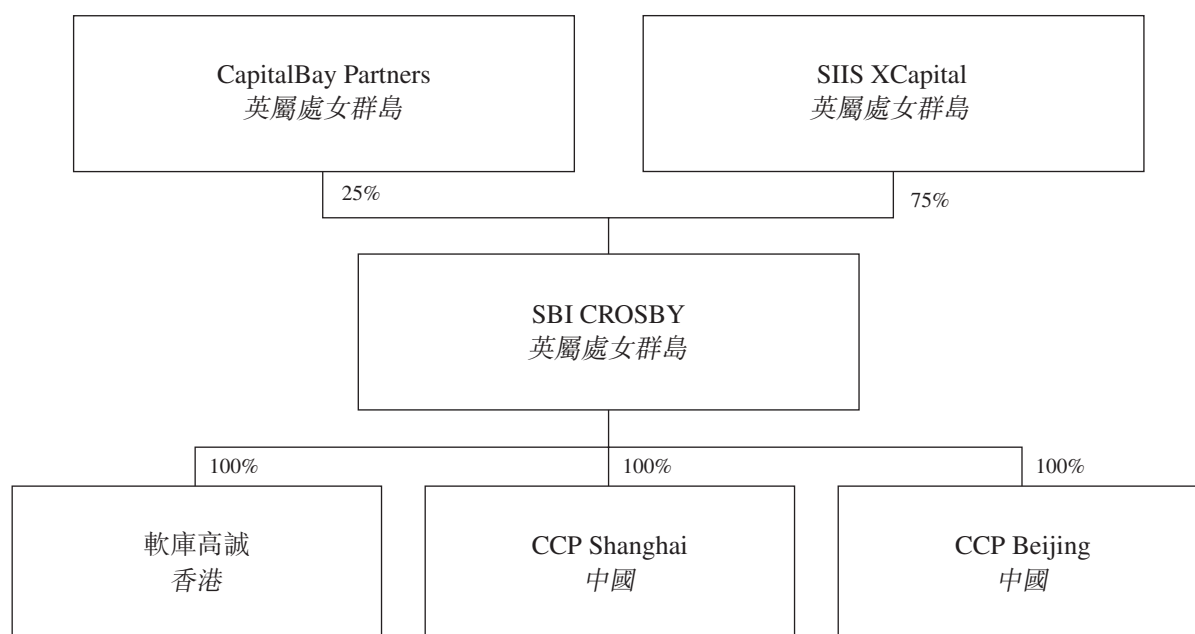 CapitalBay Partners
英屬處女群島
SIIS XCapital
英屬處女群島
25%
75%
SBI CROSBY
英屬處女群島
100%
100%
100%
軟庫高誠
香港
CCP Shanghai
中國
CCP Beijing
中國